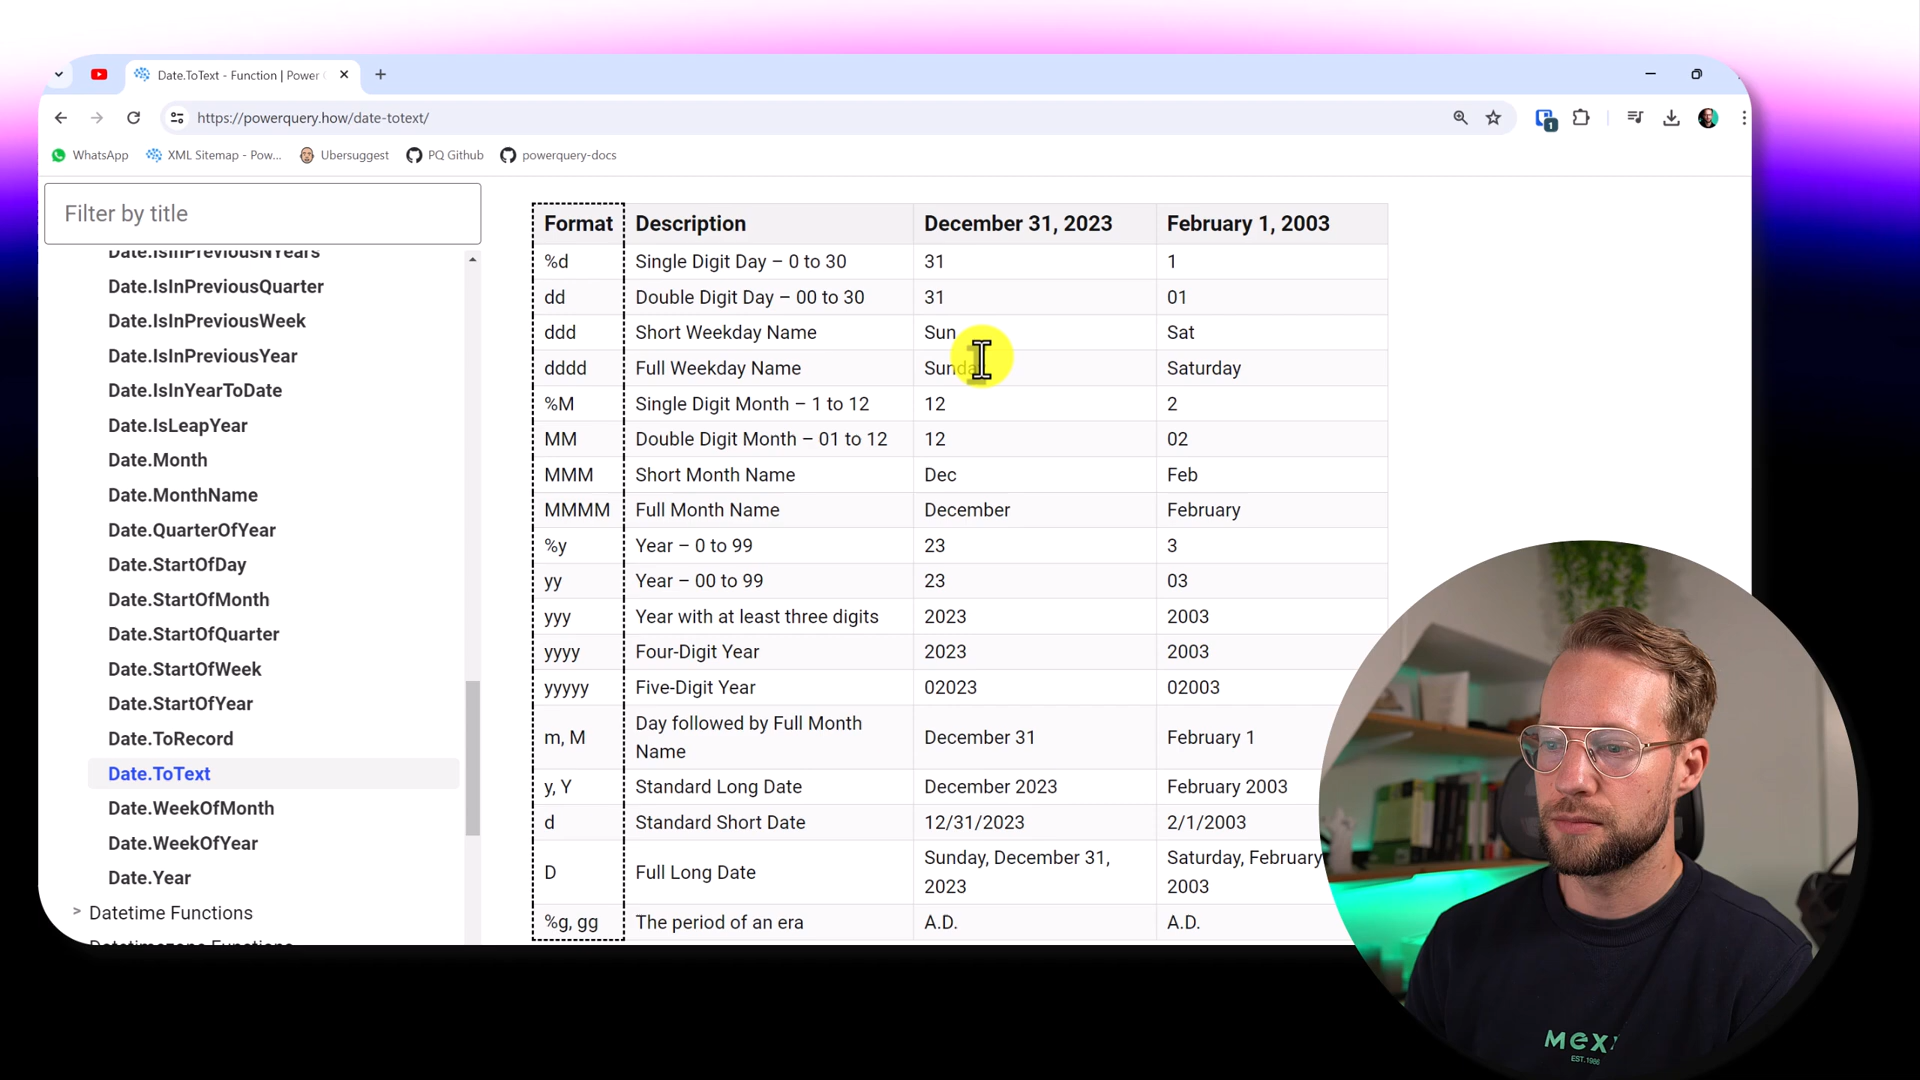 Date.ToText - Function | Power
https://powerquery.how/date-totext/
1
WhatsApp
XML Sitemap - Pow...
Ubersuggest
PQ Github
powerquery-docs
Filter by title
Date.IsInPreviousNYears
Date.IsInPreviousQuarter
Date.IsInPreviousWeek
Date.IsInPreviousYear
Date.IsInYearToDate
Date.IsLeapYear
Date.Month
Date.MonthName
Date.QuarterOfYear
Date.StartOfDay
Date.StartOfMonth
Date.StartOfQuarter
Date.StartOfWeek
Date.StartOfYear
Date.ToRecord
Date.ToText
Date.WeekOfMonth
Date.WeekOfYear
Date.Year
> Datetime Functions
Datetimezone Functions
Format Description December 31, 2023 February 1, 2003
%d Single Digit Day – 0 to 30 31 1
dd Double Digit Day – 00 to 30 31 01
ddd Short Weekday Name Sun Sat
dddd Full Weekday Name Sunday Saturday
%M Single Digit Month – 1 to 12 12 2
MM Double Digit Month – 01 to 12 12 02
MMM Short Month Name Dec Feb
MMMM Full Month Name December February
%y Year – 0 to 99 23 3
yy Year – 00 to 99 23 03
yyy Year with at least three digits 2023 2003
yyyy Four-Digit Year 2023 2003
yyyyy Five-Digit Year 02023 02003
m, M Day followed by Full Month Name December 31 February 1
y, Y Standard Long Date December 2023 February 2003
d Standard Short Date 12/31/2023 2/1/2003
D Full Long Date Sunday, December 31, 2023 Saturday, February 2003
%g, gg The period of an era A.D. A.D.
MEX
EST.1986